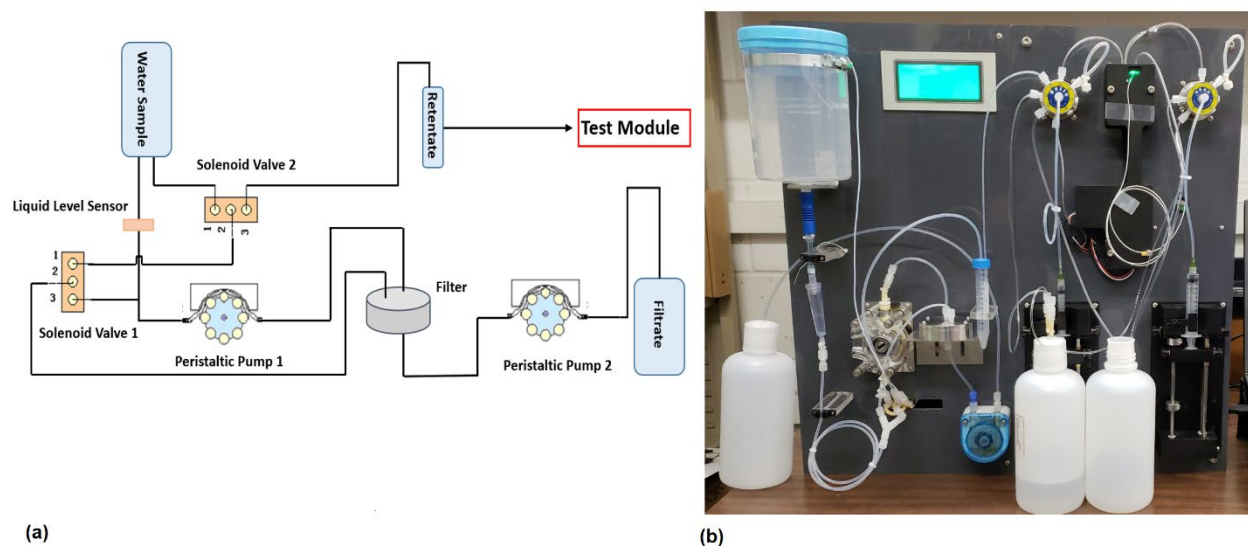 Water Sample
Retentate
Test Module
Solenoid Valve 2
Liquid Level Sensor
1
2
3
1
2
3
Solenoid Valve 1
Peristaltic Pump 1
Filter
Peristaltic Pump 2
Filtrate
(a)
(b)